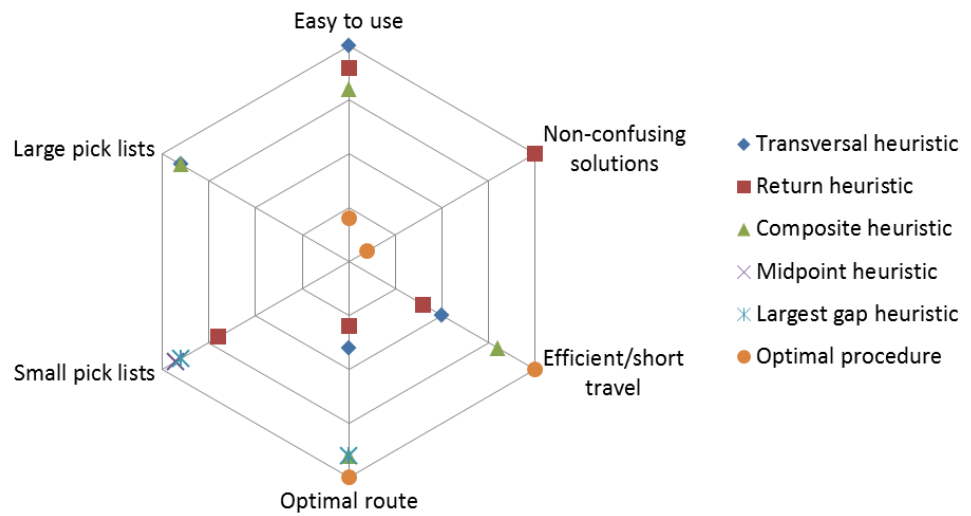 Easy to use
Large pick lists
Non-confusing
solutions
Small pick lists
Efficient/short
travel
Optimal route
Transversal heuristic
Return heuristic
Composite heuristic
Midpoint heuristic
Largest gap heuristic
Optimal procedure